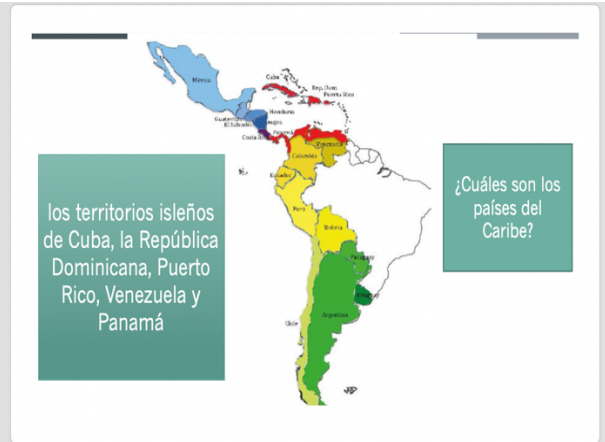 México
Cuba
Rep. Dom
Puerto Rico
Honduras
Guatemala
El Salvador
Costa Rica
Panamá
Venezuela
Colombia
Ecuador
Perú
Bolivia
Paraguay
Uruguay
Argentina
Chile
los territorios isleños
de Cuba, la República
Dominicana, Puerto
Rico, Venezuela y
Panamá
¿Cuáles son los
países del
Caribe?